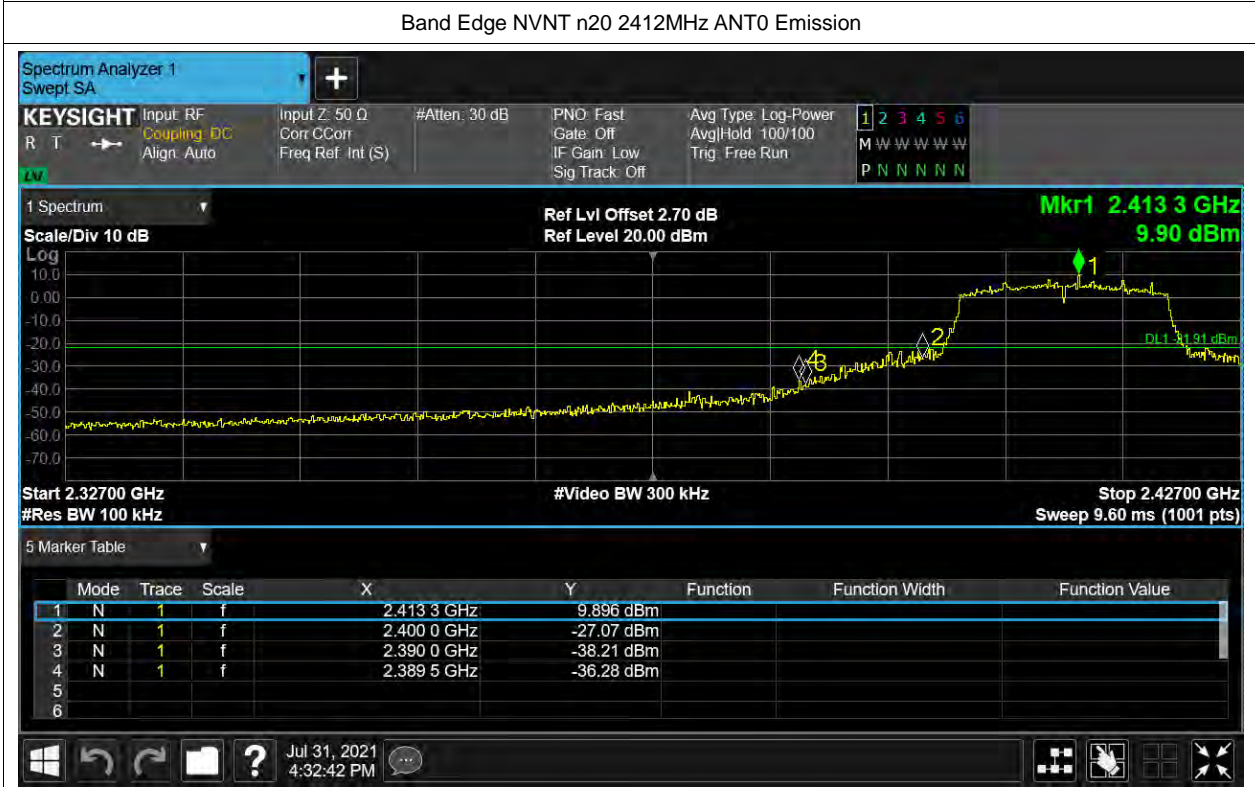 Band Edge NVNT n20 2412MHz ANT0 Emission
Spectrum Analyzer 1
Swept SA
+
KEYSIGHT
R T
Input: RF
Coupling: DC
Align: Auto
Input Z: 50 Ω
Corr CCorr
Freq Ref: Int (S)
#Atten: 30 dB
PNO: Fast
Gate: Off
IF Gain: Low
Sig Track: Off
Avg Type: Log-Power
Avg|Hold: 100/100
Trig: Free Run
1 2 3 4 5 6
M W W W W W
P N N N N N
1 Spectrum
Scale/Div 10 dB
Ref Lvl Offset 2.70 dB
Ref Level 20.00 dBm
Mkr1 2.413 3 GHz
9.90 dBm
Log
10.0
0.00
-10.0
-20.0
-30.0
-40.0
-50.0
-60.0
-70.0
1
2
4
3
Start 2.32700 GHz
#Res BW 100 kHz
#Video BW 300 kHz
Stop 2.42700 GHz
Sweep 9.60 ms (1001 pts)
5 Marker Table
Mode Trace Scale X Y Function Function Width Function Value
1 N 1 f 2.413 3 GHz 9.896 dBm
2 N 1 f 2.400 0 GHz -27.07 dBm
3 N 1 f 2.390 0 GHz -38.21 dBm
4 N 1 f 2.389 5 GHz -36.28 dBm
5
6
?
Jul 31, 2021
4:32:42 PM